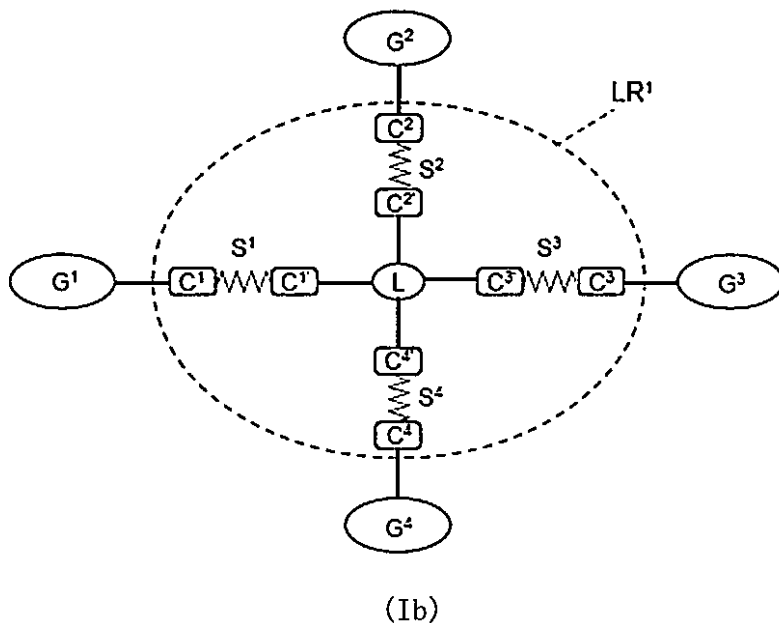 G²
LR¹
C²
S²
C²'
S¹
S³
G¹
C¹
C¹'
L
C³'
C³
G³
C⁴'
S⁴
C⁴
G⁴
(Ib)